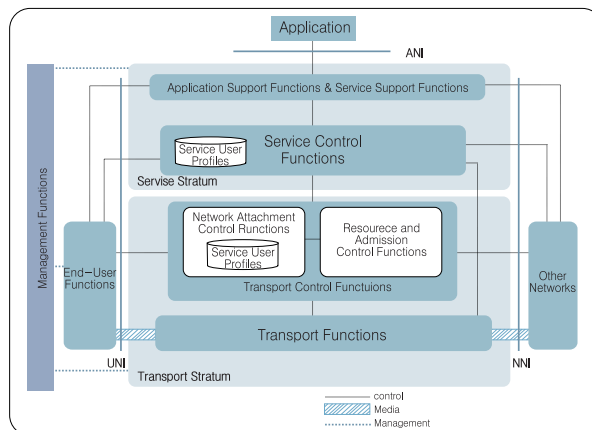 Application
ANI
Application Support Functions & Service Support Functions
Service User
Profiles
Service Control
Functions
Servise Stratum
Management Functions
Network Attachment
Control Runctions
Service User
Profiles
Resourece and
Admission
Control Functions
Transport Control Functuions
End-User
Functions
Other
Networks
Transport Functions
UNI
NNI
Transport Stratum
control
Media
Management